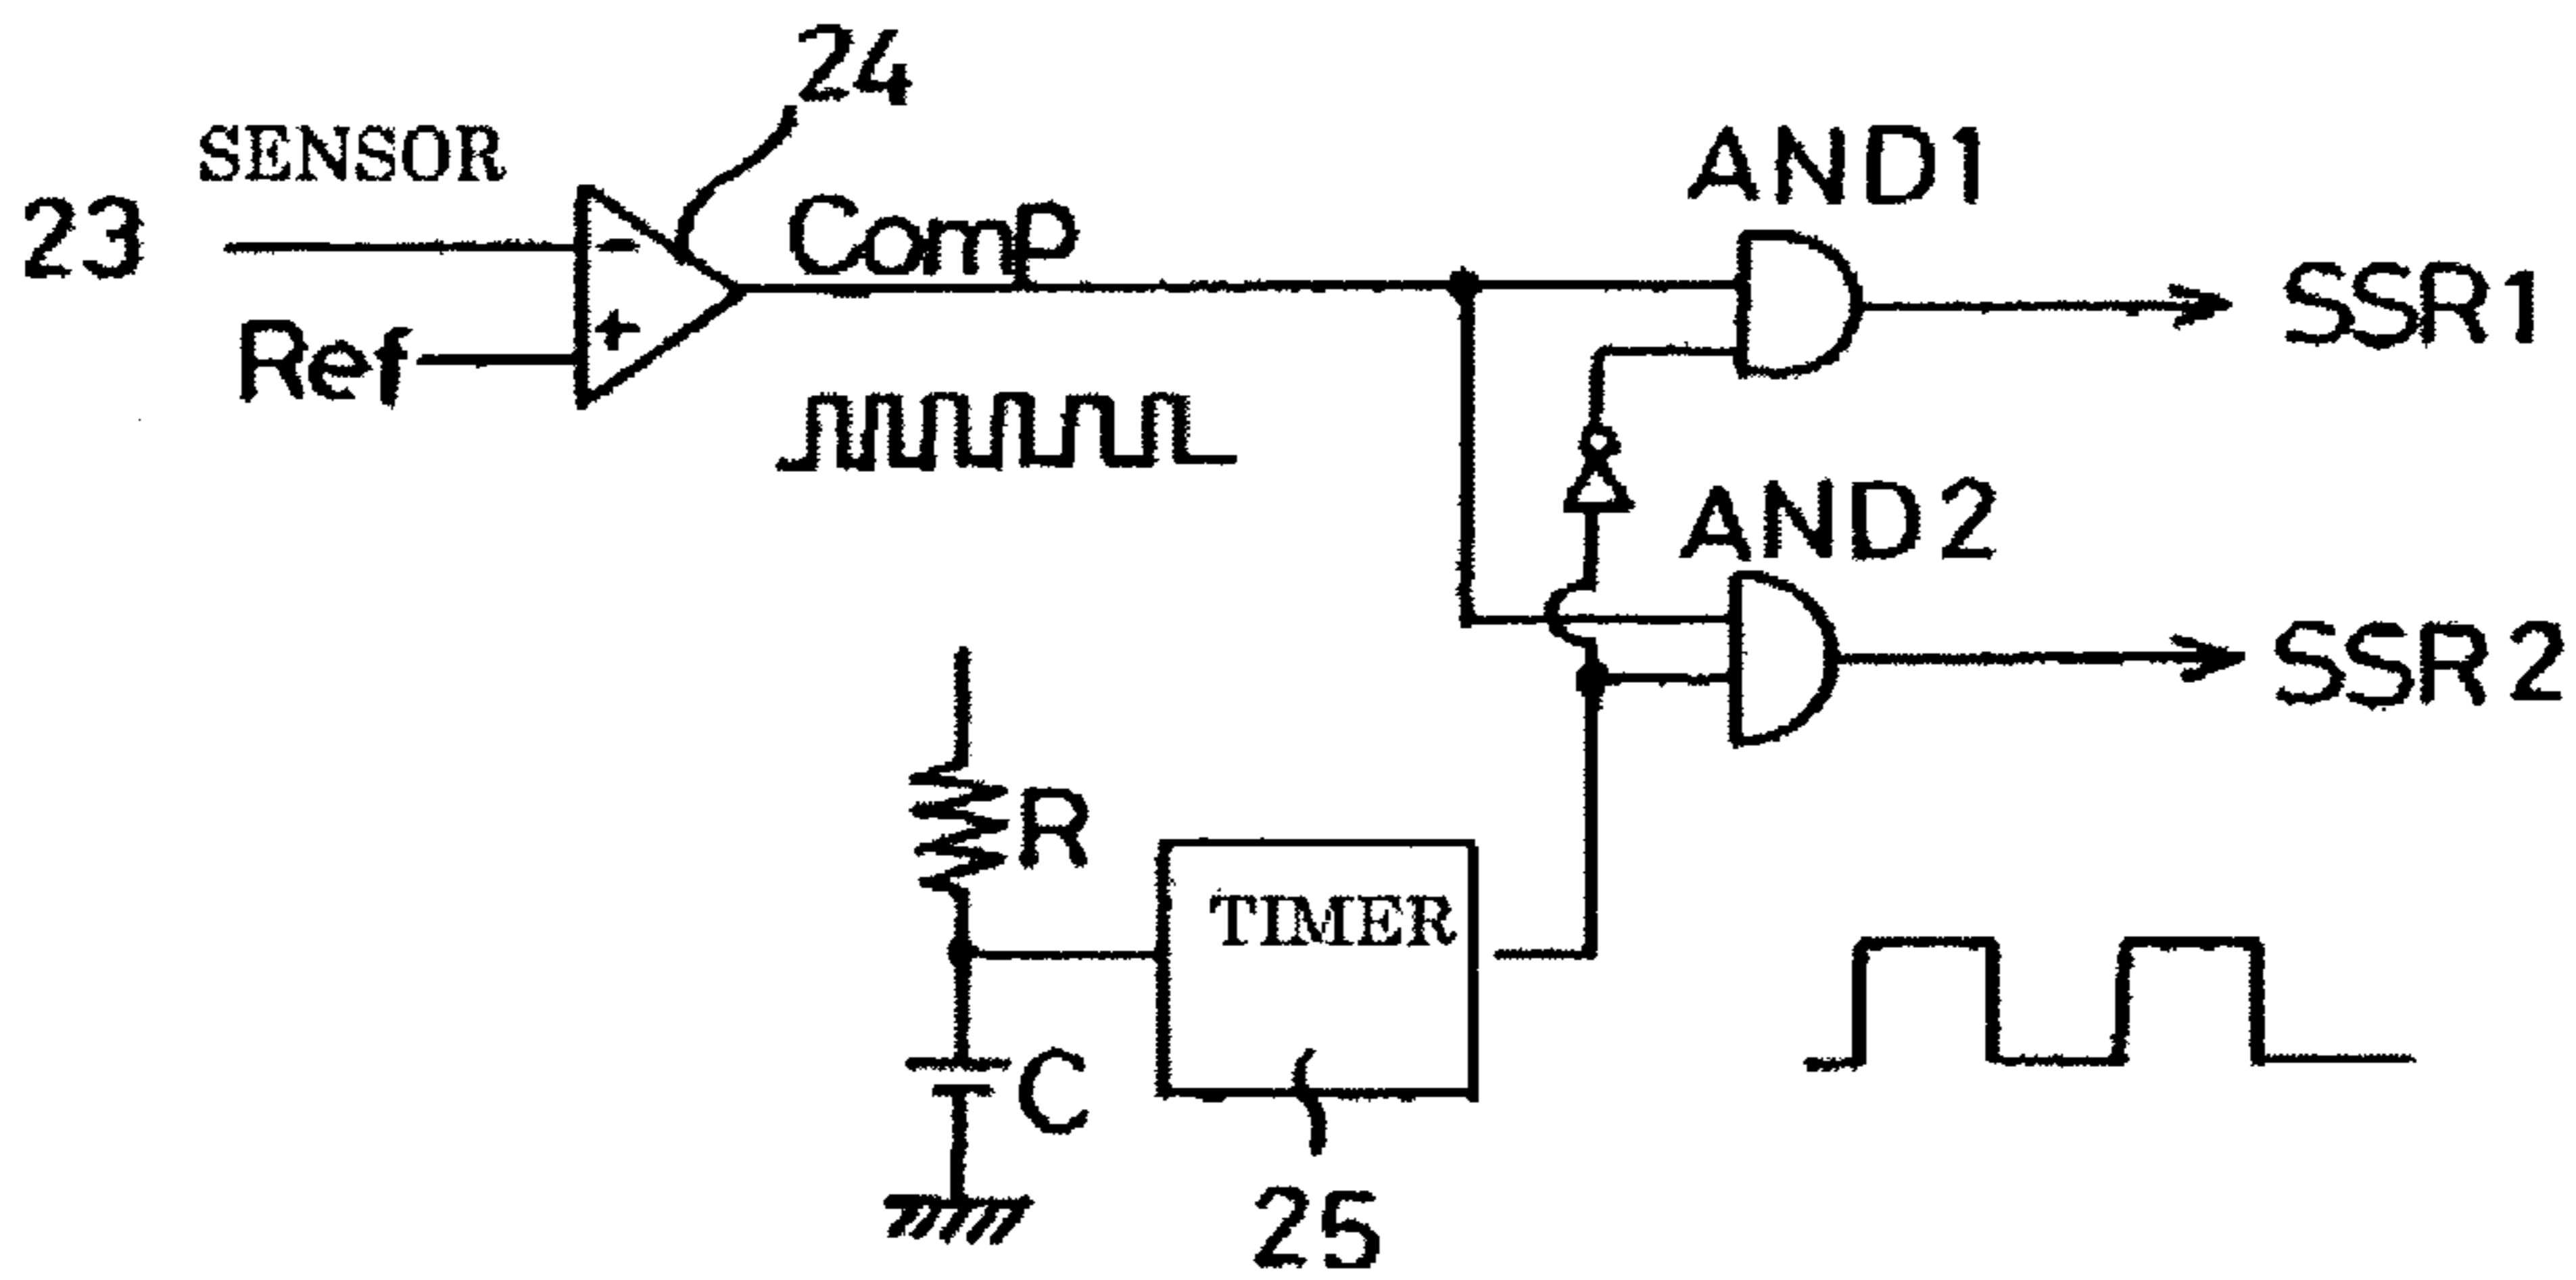 24
SENSOR
23
-
Comp
+
Ref
AND1
SSR1
AND2
SSR2
R
TIMER
C
25